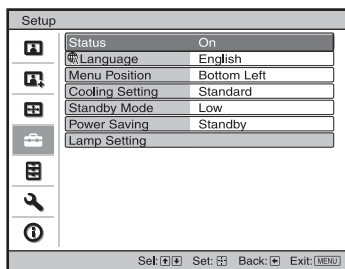 Setup
Status On
Language English
Menu Position Bottom Left
Cooling Setting Standard
Standby Mode Low
Power Saving Standby
Lamp Setting
Sel: Set: Back: Exit: MENU